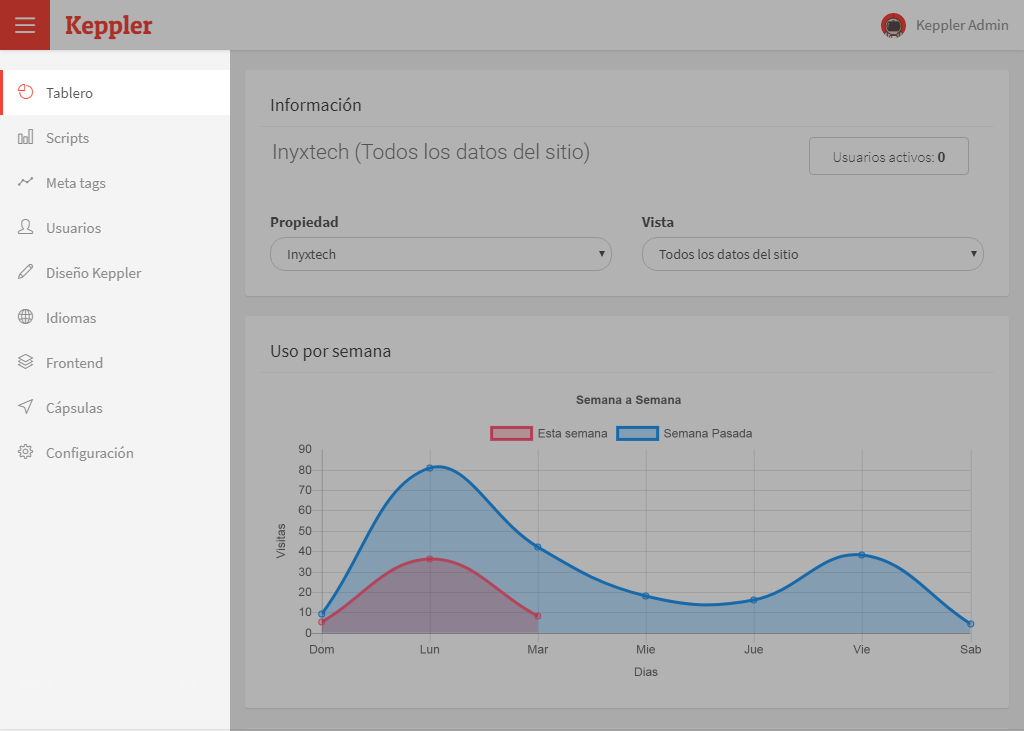 Keppler
Keppler Admin
Tablero
Scripts
Meta tags
Usuarios
Diseño Keppler
Idiomas
Frontend
Cápsulas
Configuración
Información
Inyxtech (Todos los datos del sitio)
Usuarios activos: 0
Propiedad
Vista
Inyxtech
Todos los datos del sitio
Uso por semana
Semana a Semana
Esta semana
Semana Pasada
90
80
70
60
50
40
30
20
10
0
Visitas
Dom Lun Mar Mie Jue Vie Sab
Dias